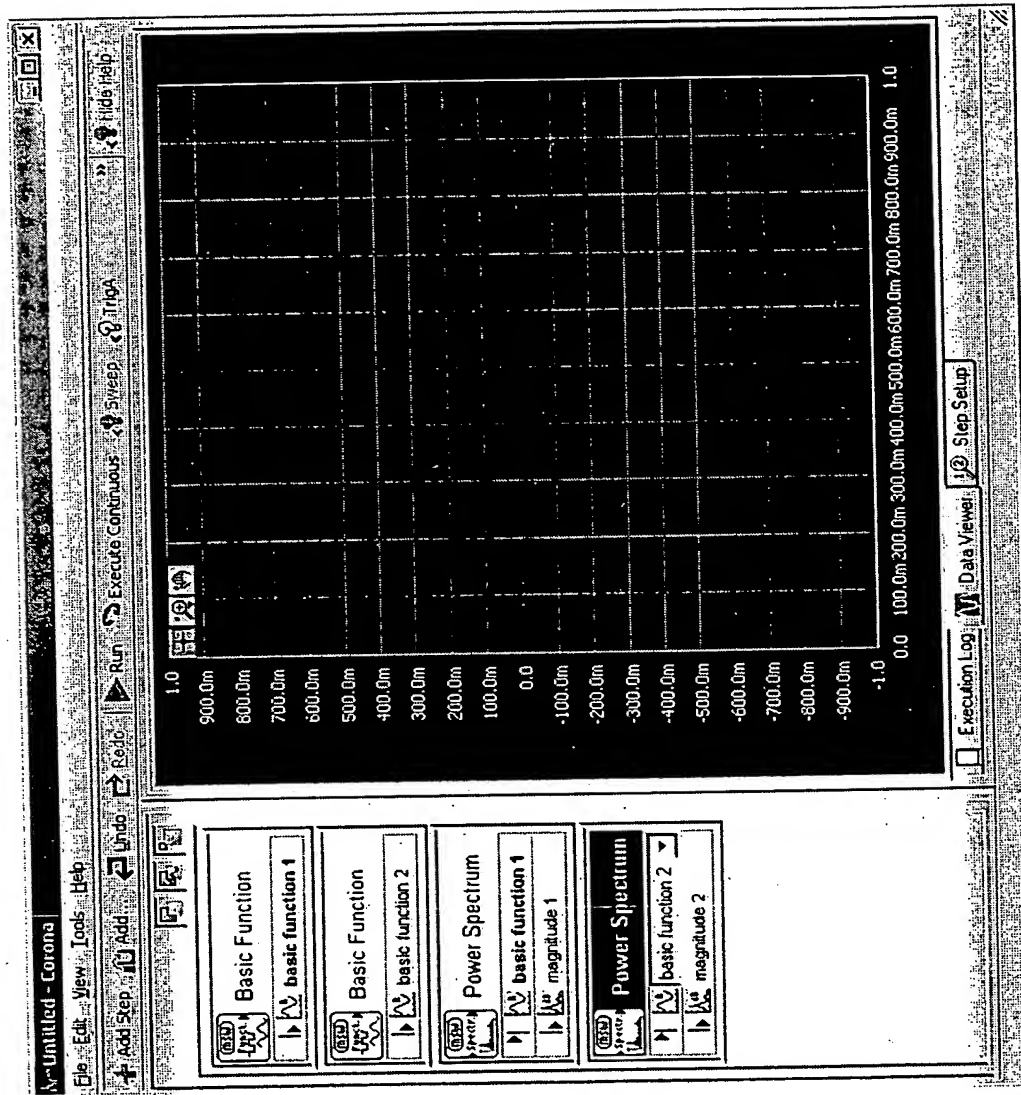 Untitled - Corona
File Edit View Tools Help
Add Step Add Undo Redo Run Execute Continuous Sweep TrigA » Hide Help
Basic Function
basic function 1
Basic Function
basic function 2
Power Spectrum
basic function 1
magnitude 1
Power Spectrum
basic function 2
magnitude 2
1.0
900.0m
800.0m
700.0m
600.0m
500.0m
400.0m
300.0m
200.0m
100.0m
0.0
-100.0m
-200.0m
-300.0m
-400.0m
-500.0m
-600.0m
-700.0m
-800.0m
-900.0m
-1.0
0.0 100.0m 200.0m 300.0m 400.0m 500.0m 600.0m 700.0m 800.0m 900.0m 1.0
Execution Log Data Viewer Step Setup